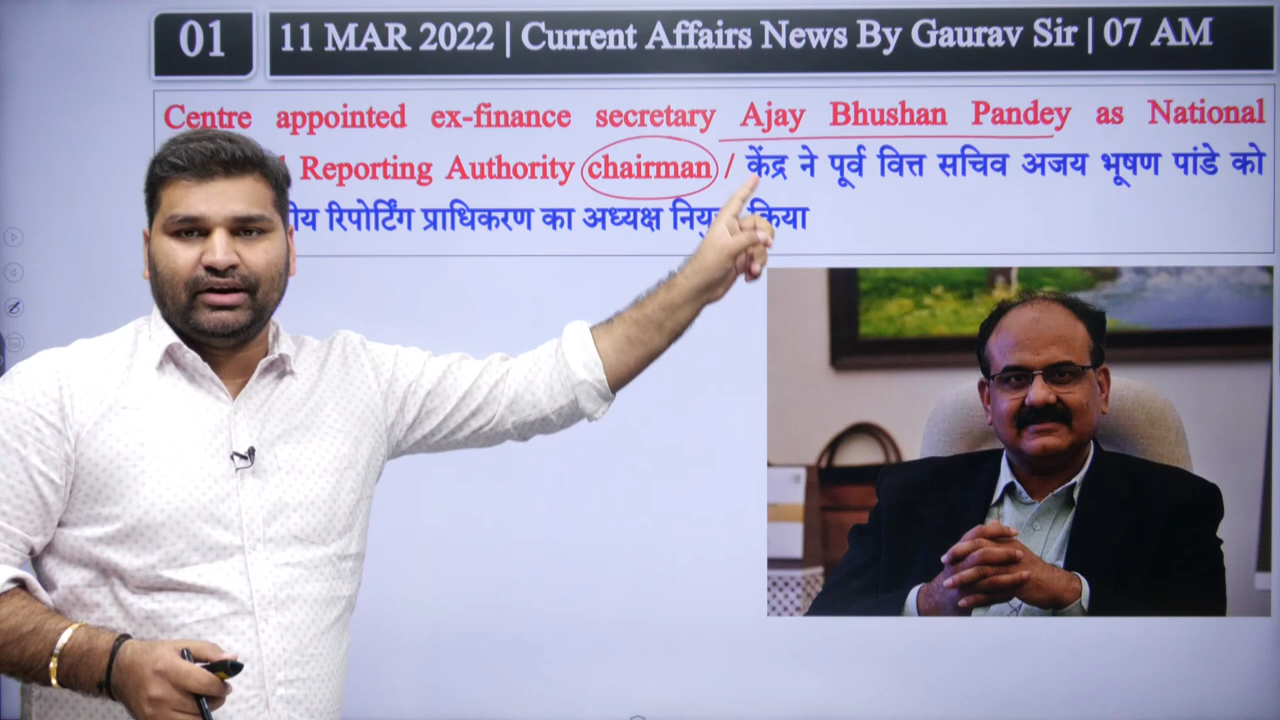 01
11 MAR 2022 | Current Affairs News By Gaurav Sir | 07 AM
Centre appointed ex-finance secretary Ajay Bhushan Pandey as National
Reporting Authority chairman / केंद्र ने पूर्व वित्त सचिव अजय भूषण पांडे को
रिपोर्टिंग प्राधिकरण का अध्यक्ष किया